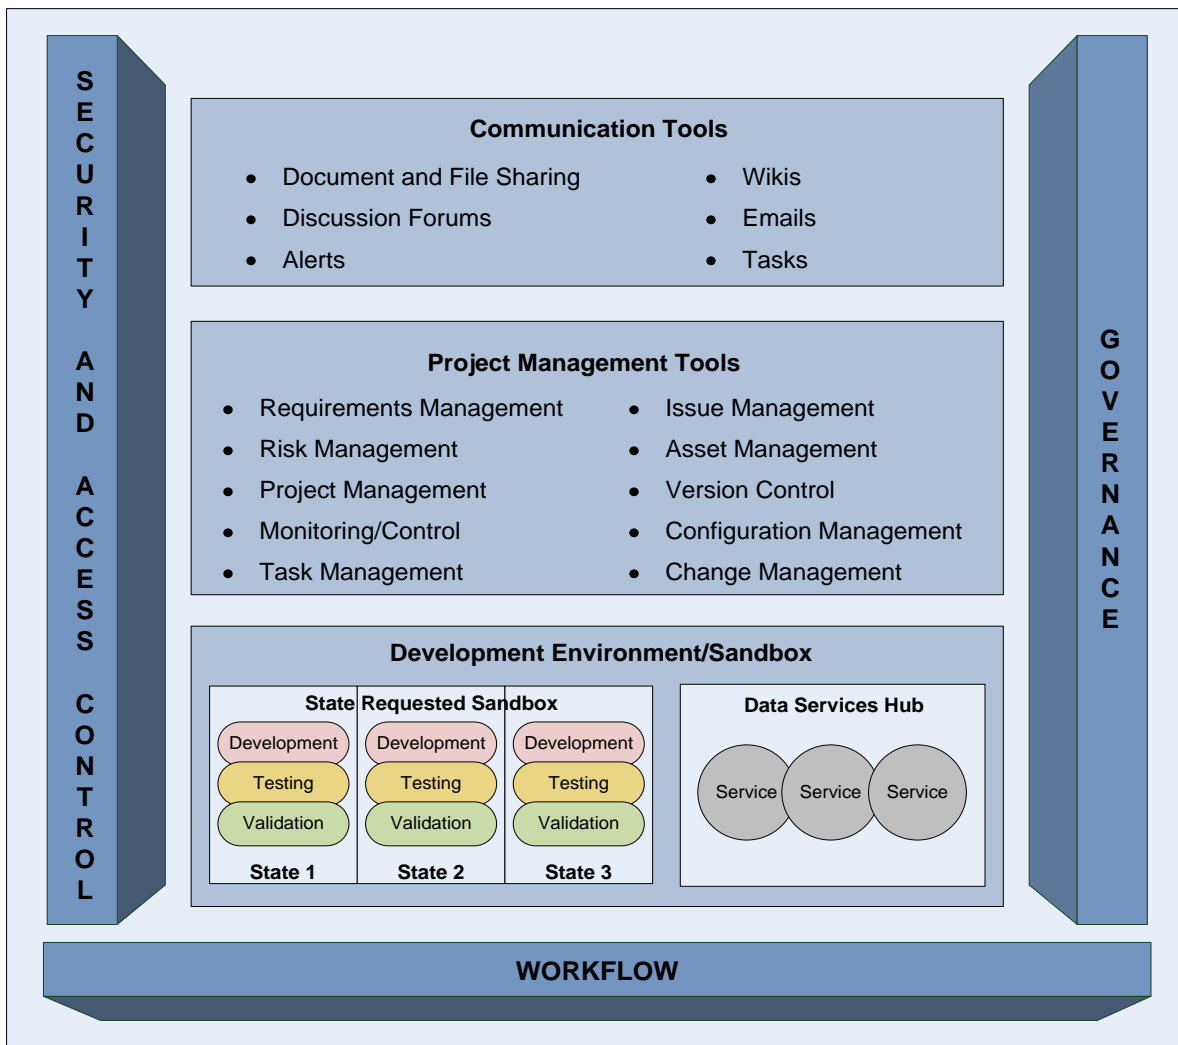 SECURITY AND ACCESS CONTROL
Communication Tools
• Document and File Sharing
• Discussion Forums
• Alerts
• Wikis
• Emails
• Tasks
Project Management Tools
• Requirements Management
• Risk Management
• Project Management
• Monitoring/Control
• Task Management
• Issue Management
• Asset Management
• Version Control
• Configuration Management
• Change Management
Development Environment/Sandbox
State Requested Sandbox
Development
Testing
Validation
State 1
Development
Testing
Validation
State 2
Development
Testing
Validation
State 3
Data Services Hub
Service
Service
Service
GOVERNANCE
WORKFLOW